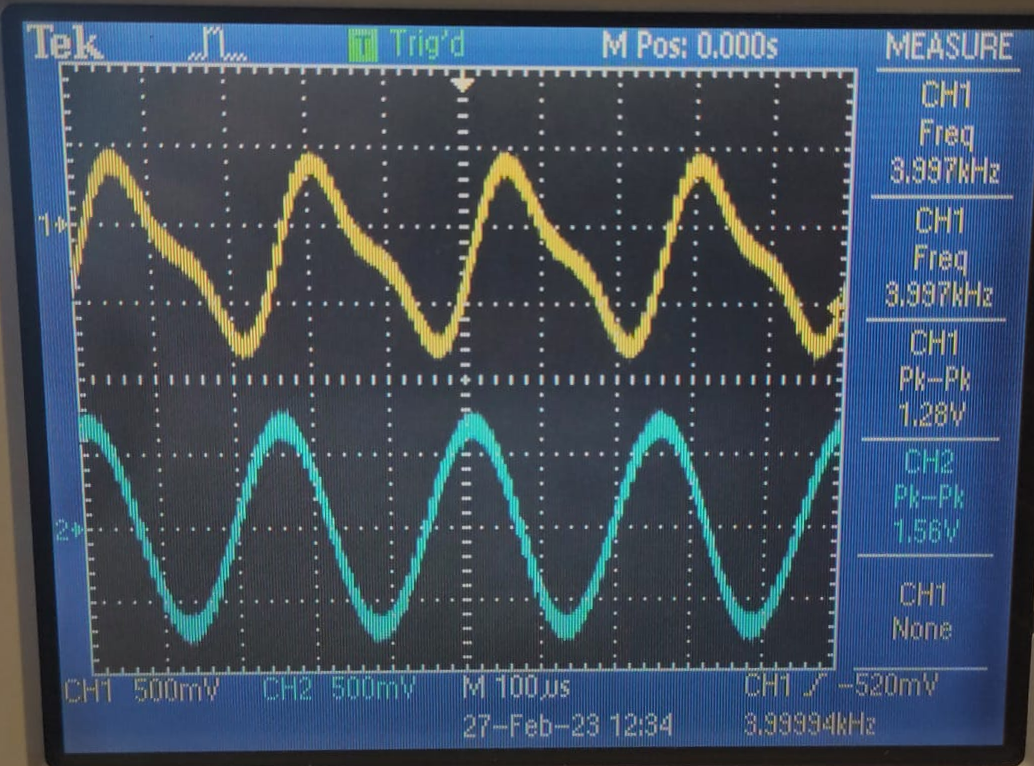 Tek T Trig'd M Pos: 0.000s MEASURE
CH1
Freq
3.997kHz
1
CH1
Freq
3.997kHz
CH1
Pk-Pk
1.28V
CH2
Pk-Pk
1.56V
2
CH1
None
CH1 500mV CH2 500mV M 100µs CH1 -520mV
27-Feb-23 12:34 3.99994kHz